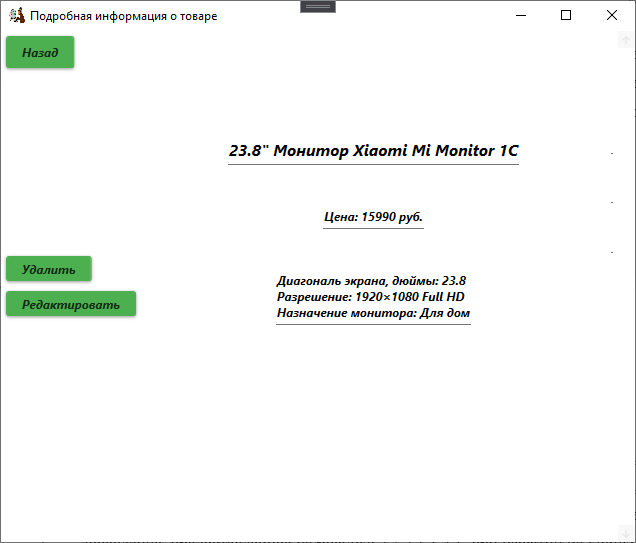 Подробная информация о товаре
Назад
23.8" Монитор Xiaomi Mi Monitor 1C
Цена: 15990 руб.
Удалить
Редактировать
Диагональ экрана, дюймы: 23.8
Разрешение: 1920×1080 Full HD
Назначение монитора: Для дом